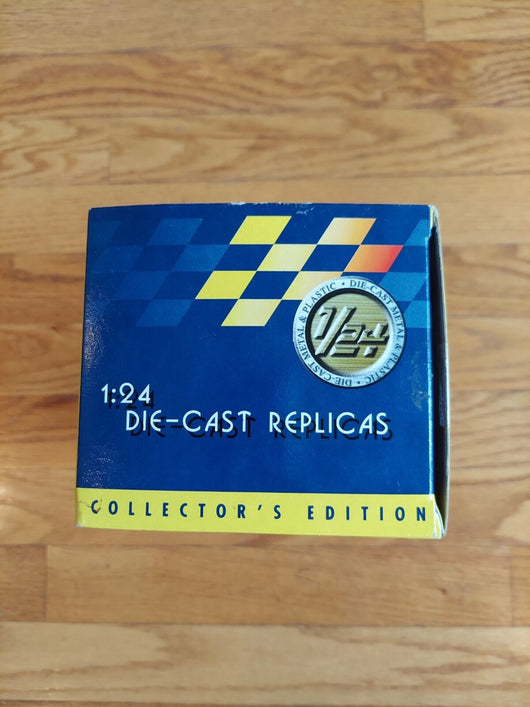 DIE-CAST METAL & PLASTIC • DIE-CAST METAL & PLASTIC •
1/24
1:24
DIE-CAST REPLICAS
COLLECTOR'S EDITION